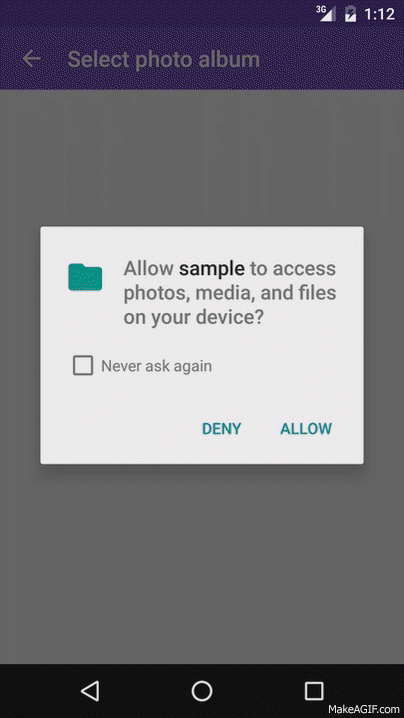 3G 1:12
Select photo album
Allow sample to access
photos, media, and files
on your device?
Never ask again
DENY ALLOW
MakeAGIF.com